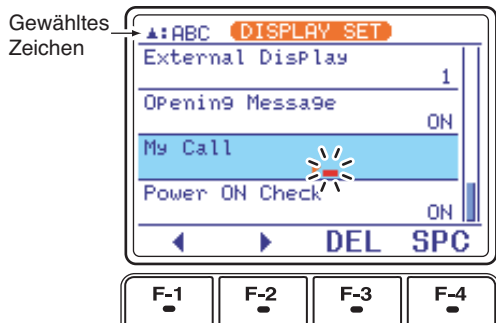 Gewähltes
Zeichen
▲:ABC DISPLAY SET
External Display
1
Opening Message
ON
My Call
Power ON Check
ON
◀ ▶ DEL SPC
F-1 F-2 F-3 F-4